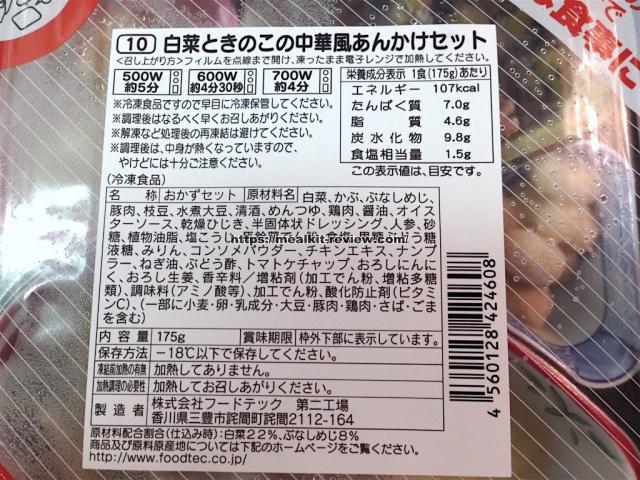 10 白菜ときのこの中華風あんかけセット
<召し上がり方>フィルムを点線まで開け、凍ったまま電子レンジで加熱してください。
500W 約5分 600W 約4分30秒 700W 約4分
※冷凍食品ですので早目に冷凍保管してください。
※調理後はなるべく早くお召しあがりください。
※解凍など処理後の再凍結は避けてください。
※調理後は、中身が熱くなっていますので、
やけどには十分ご注意ください。
栄養成分表示 1食(175g)あたり
エネルギー 107kcal
たんぱく質 7.0g
脂質 4.6g
炭水化物 9.8g
食塩相当量 1.5g
この表示値は、目安です。
(冷凍食品)
名称 おかずセット 原材料名 白菜、かぶ、ぶなしめじ、
豚肉、枝豆、水煮大豆、清酒、めんつゆ、鶏肉、醤油、オイス
ターソース、乾燥ひじき、半固体状ドレッシング、人参、砂
糖、植物油脂、塩こうじ、
https://mealkit-review.com/
液糖、みりん、コンソメパウダー、チキンエキス、ナンプ
ラー、ねぎ油、ぶどう酢、トマトケチャップ、おろしにんに
く、おろし生姜、香辛料/増粘剤(加工でん粉、増粘多糖
類)、調味料(アミノ酸等)、加工でん粉、酸化防止剤(ビタミ
ンC)、(一部に小麦・卵・乳成分・大豆・豚肉・鶏肉・さば・ごま
を含む)
内容量 175g 賞味期限 枠外下部に表示しています。
保存方法 -18℃以下で保存してください。
凍結前加熱の有無 加熱してありません。
加熱調理の必要性 加熱してお召しあがりください。
製造者 株式会社フードテック 第二工場
香川県三豊市詫間町詫間2112-164
原材料配合割合(仕込み時):白菜22%、ぶなしめじ8%
商品及び原料原産地については下記のホームページをご覧ください。
http://www.foodtec.co.jp/
4 560128 424608